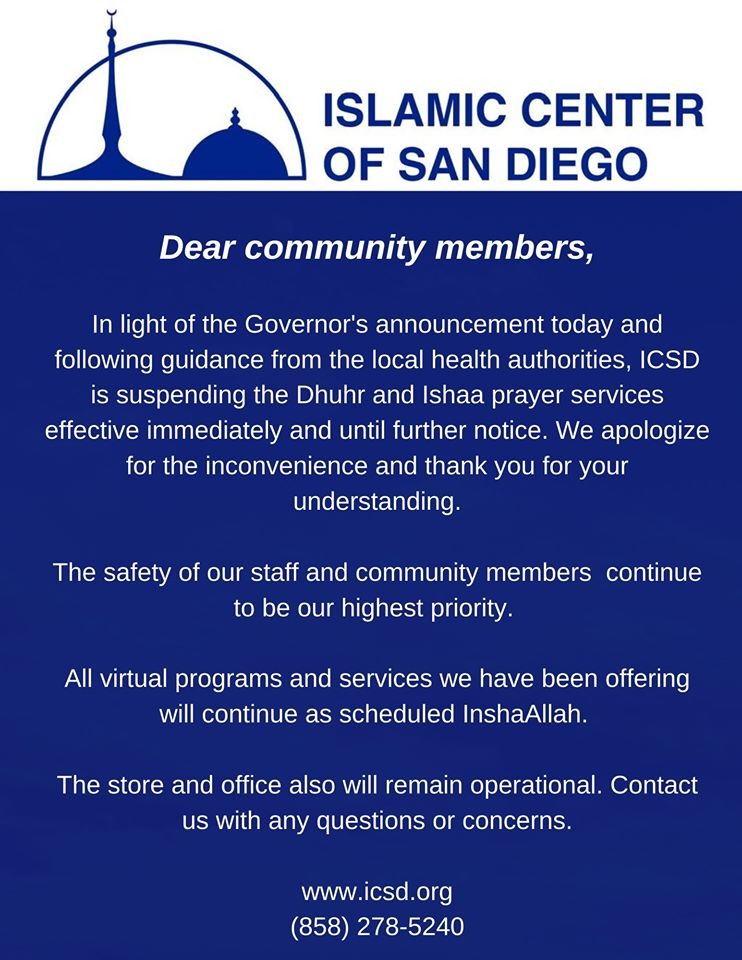 ISLAMIC CENTER
OF SAN DIEGO
Dear community members,
In light of the Governor's announcement today and
following guidance from the local health authorities, ICSD
is suspending the Dhuhr and Ishaa prayer services
effective immediately and until further notice. We apologize
for the inconvenience and thank you for your
understanding.
The safety of our staff and community members  continue
to be our highest priority.
All virtual programs and services we have been offering
will continue as scheduled InshaAllah.
The store and office also will remain operational. Contact
us with any questions or concerns.
www.icsd.org
(858) 278-5240